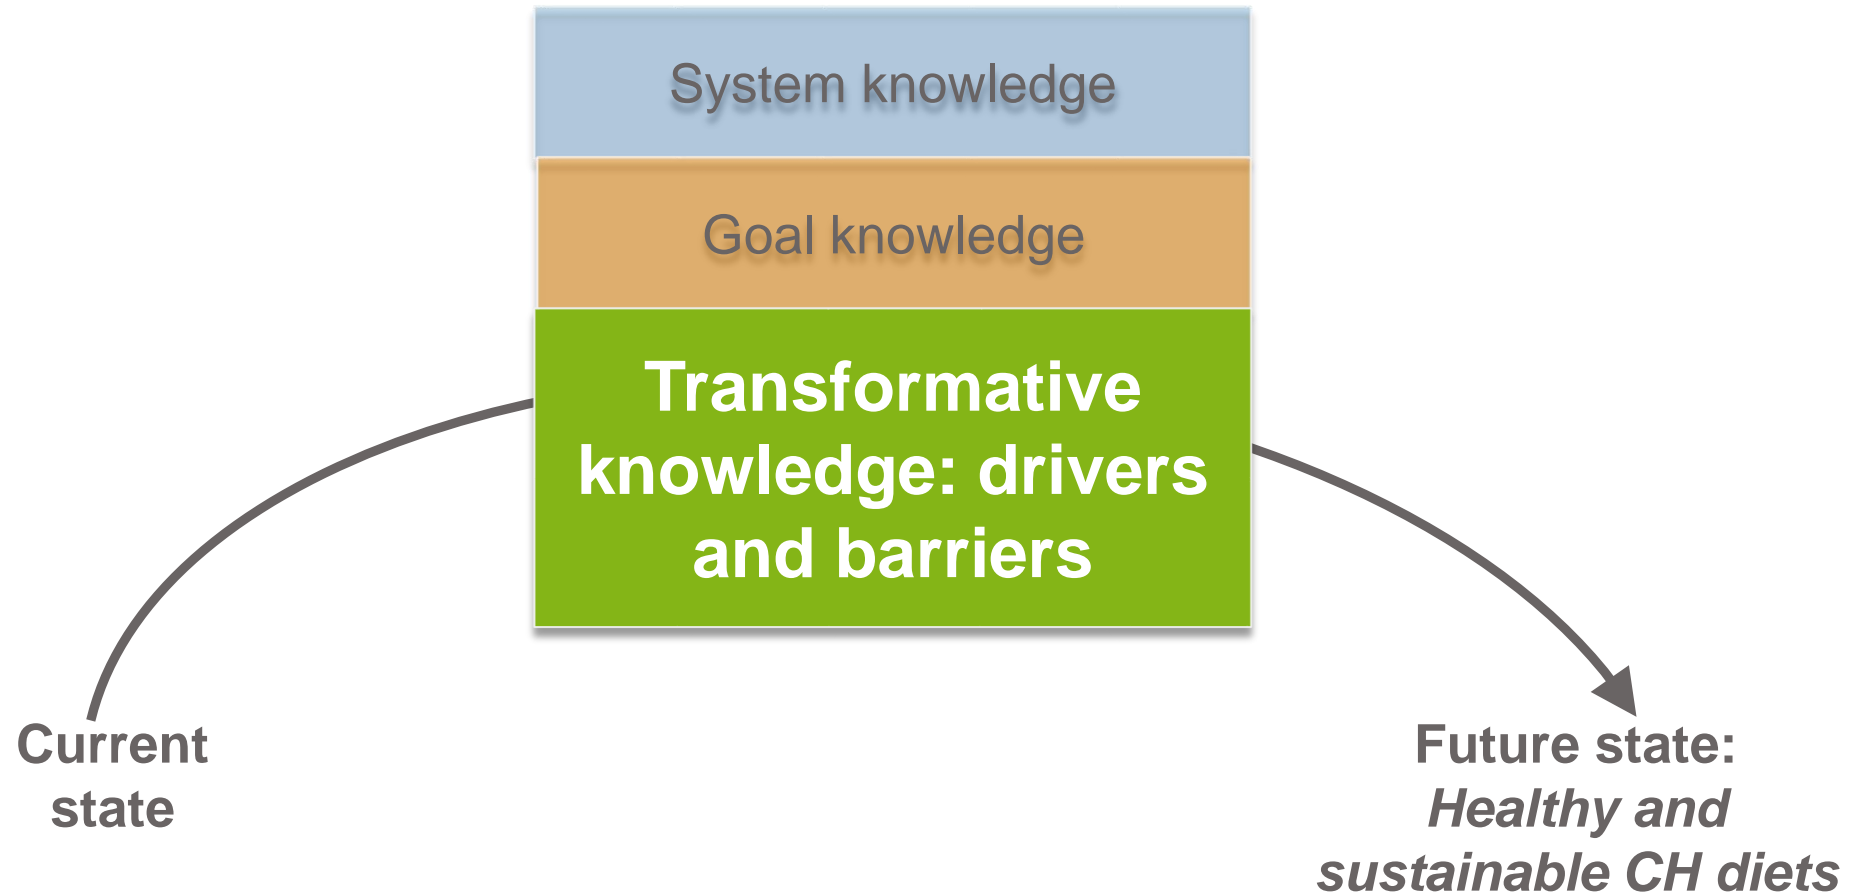 System knowledge
Goal knowledge
Transformative
knowledge: drivers
and barriers
Current
state
Future state:
Healthy and
sustainable CH diets